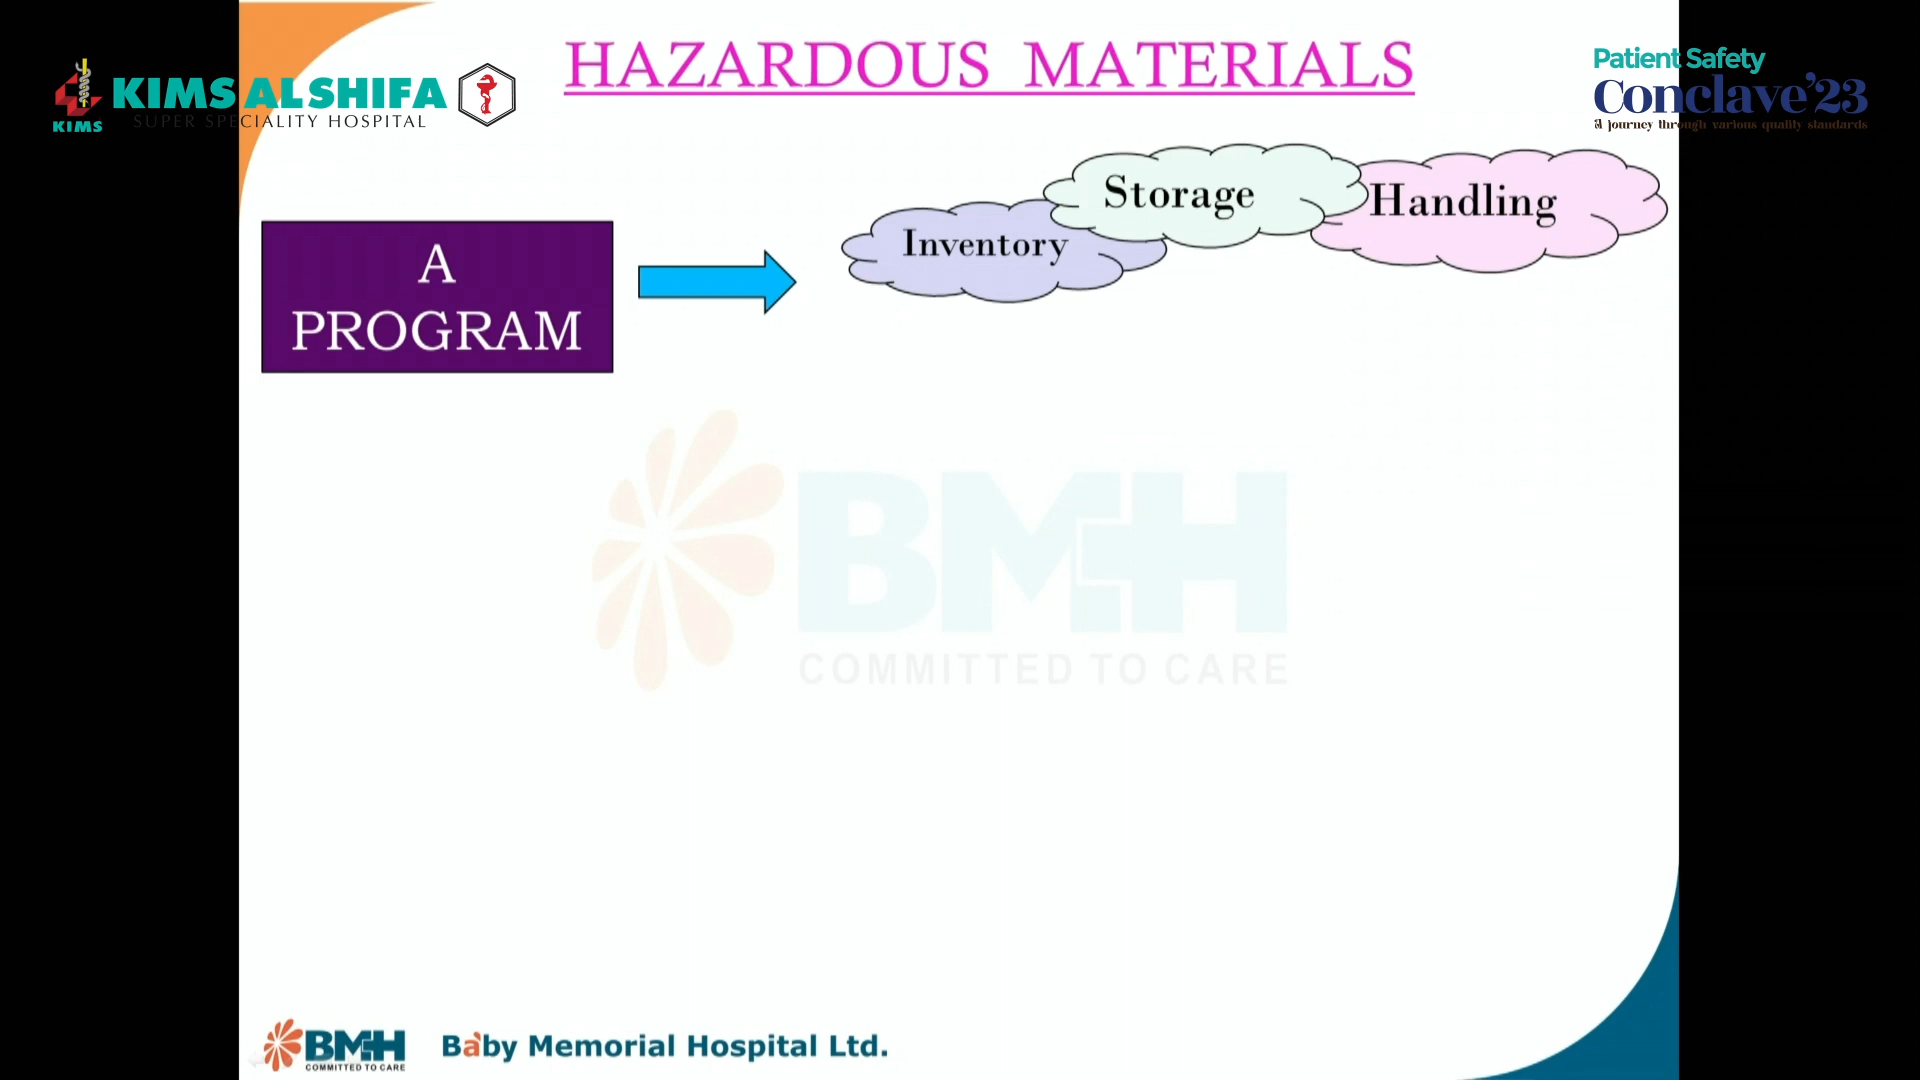 HAZARDOUS MATERIALS
KIMS
KIMS ALSHIFA
SUPER SPECIALITY HOSPITAL
Patient Safety
Conclave'23
A journey through various quality standards
A
PROGRAM
Inventory
Storage
Handling
BMH
COMMITTED TO CARE
BMH
COMMITTED TO CARE
Baby Memorial Hospital Ltd.